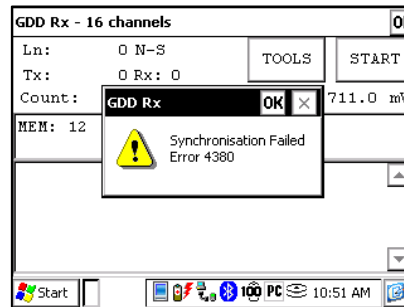 GDD Rx - 16 channels
Ln: 0 N-S
Tx: 0 Rx: 0
TOOLS
START
Count:
711.0
GDD Rx
OK
Synchronisation Failed
Error 4380
MEM: 12
Start
100
PC
10:51 AM